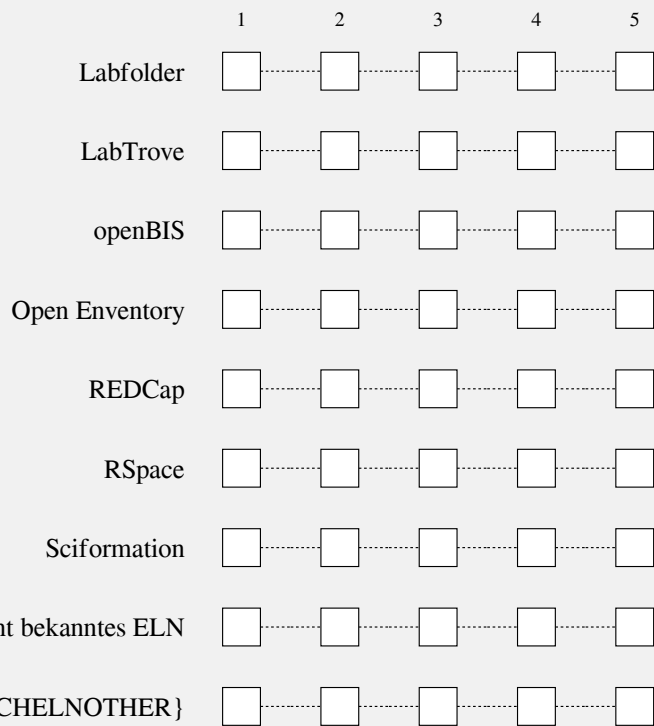 1 2 3 4 5
Labfolder
LabTrove
openBIS
Open Enventory
REDCap
RSpace
Sciformation
bekanntes ELN
CHELNOTHER}